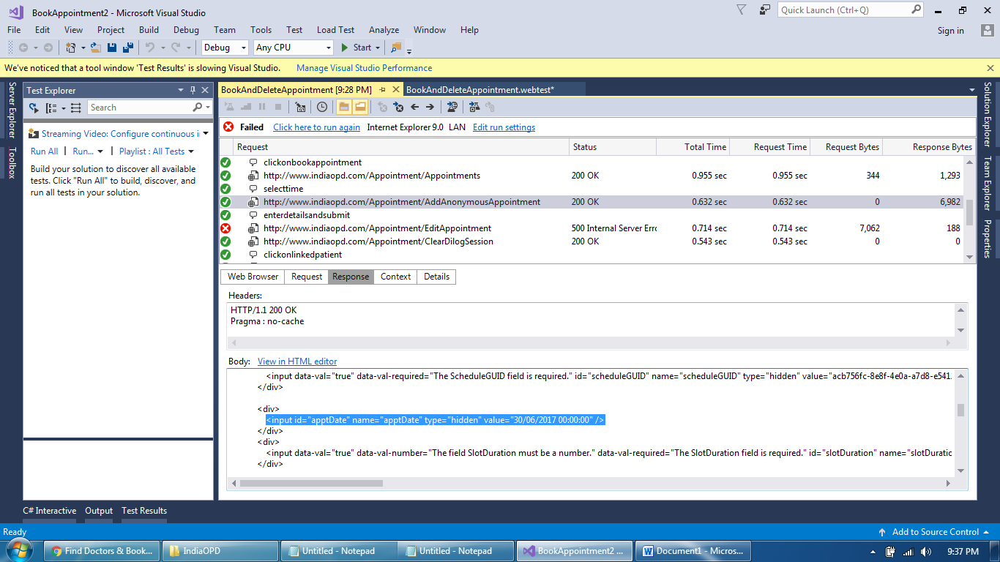 BookAppointment2 - Microsoft Visual Studio
Quick Launch (Ctrl+Q)
File Edit View Project Build Debug Team Tools Test Load Test Analyze Window Help
Sign in
Debug Any CPU Start
We've noticed that a tool window 'Test Results' is slowing Visual Studio. Manage Visual Studio Performance
Server Explorer
Toolbox
Test Explorer
Search
Streaming Video: Configure continuous i
Run All | Run... | Playlist : All Tests
Build your solution to discover all available
tests. Click "Run All" to build, discover, and
run all tests in your solution.
BookAndDeleteAppointment [9:28 PM] BookAndDeleteAppointment.webtest*
Failed Click here to run again Internet Explorer 9.0 LAN Edit run settings
Request Status Total Time Request Time Request Bytes Response Bytes
clickonbookappointment
http://www.indiaopd.com/Appointment/Appointments 200 OK 0.955 sec 0.955 sec 344 1,293
selecttime
http://www.indiaopd.com/Appointment/AddAnonymousAppointment 200 OK 0.632 sec 0.632 sec 0 6,982
enterdetailsandsubmit
http://www.indiaopd.com/Appointment/EditAppointment 500 Internal Server Erro 0.714 sec 0.714 sec 7,062 188
http://www.indiaopd.com/Appointment/ClearDilogSession 200 OK 0.543 sec 0.543 sec 0 0
clickonlinkedpatient
Web Browser Request Response Context Details
Headers:
HTTP/1.1 200 OK
Pragma : no-cache
Body: View in HTML editor
<input data-val="true" data-val-required="The ScheduleGUID field is required." id="scheduleGUID" name="scheduleGUID" type="hidden" value="acb756fc-8e8f-4e0a-a7d8-e541
</div>
<div>
<input id="apptDate" name="apptDate" type="hidden" value="30/06/2017 00:00:00" />
</div>
<div>
<input data-val="true" data-val-number="The field SlotDuration must be a number." data-val-required="The SlotDuration field is required." id="slotDuration" name="slotDuratic
</div>
Solution Explorer
Team Explorer
Properties
C# Interactive Output Test Results
Ready
Add to Source Control
Find Doctors & Book... IndiaOPD Untitled - Notepad Untitled - Notepad BookAppointment2 ... Document1 - Micros... 9:37 PM